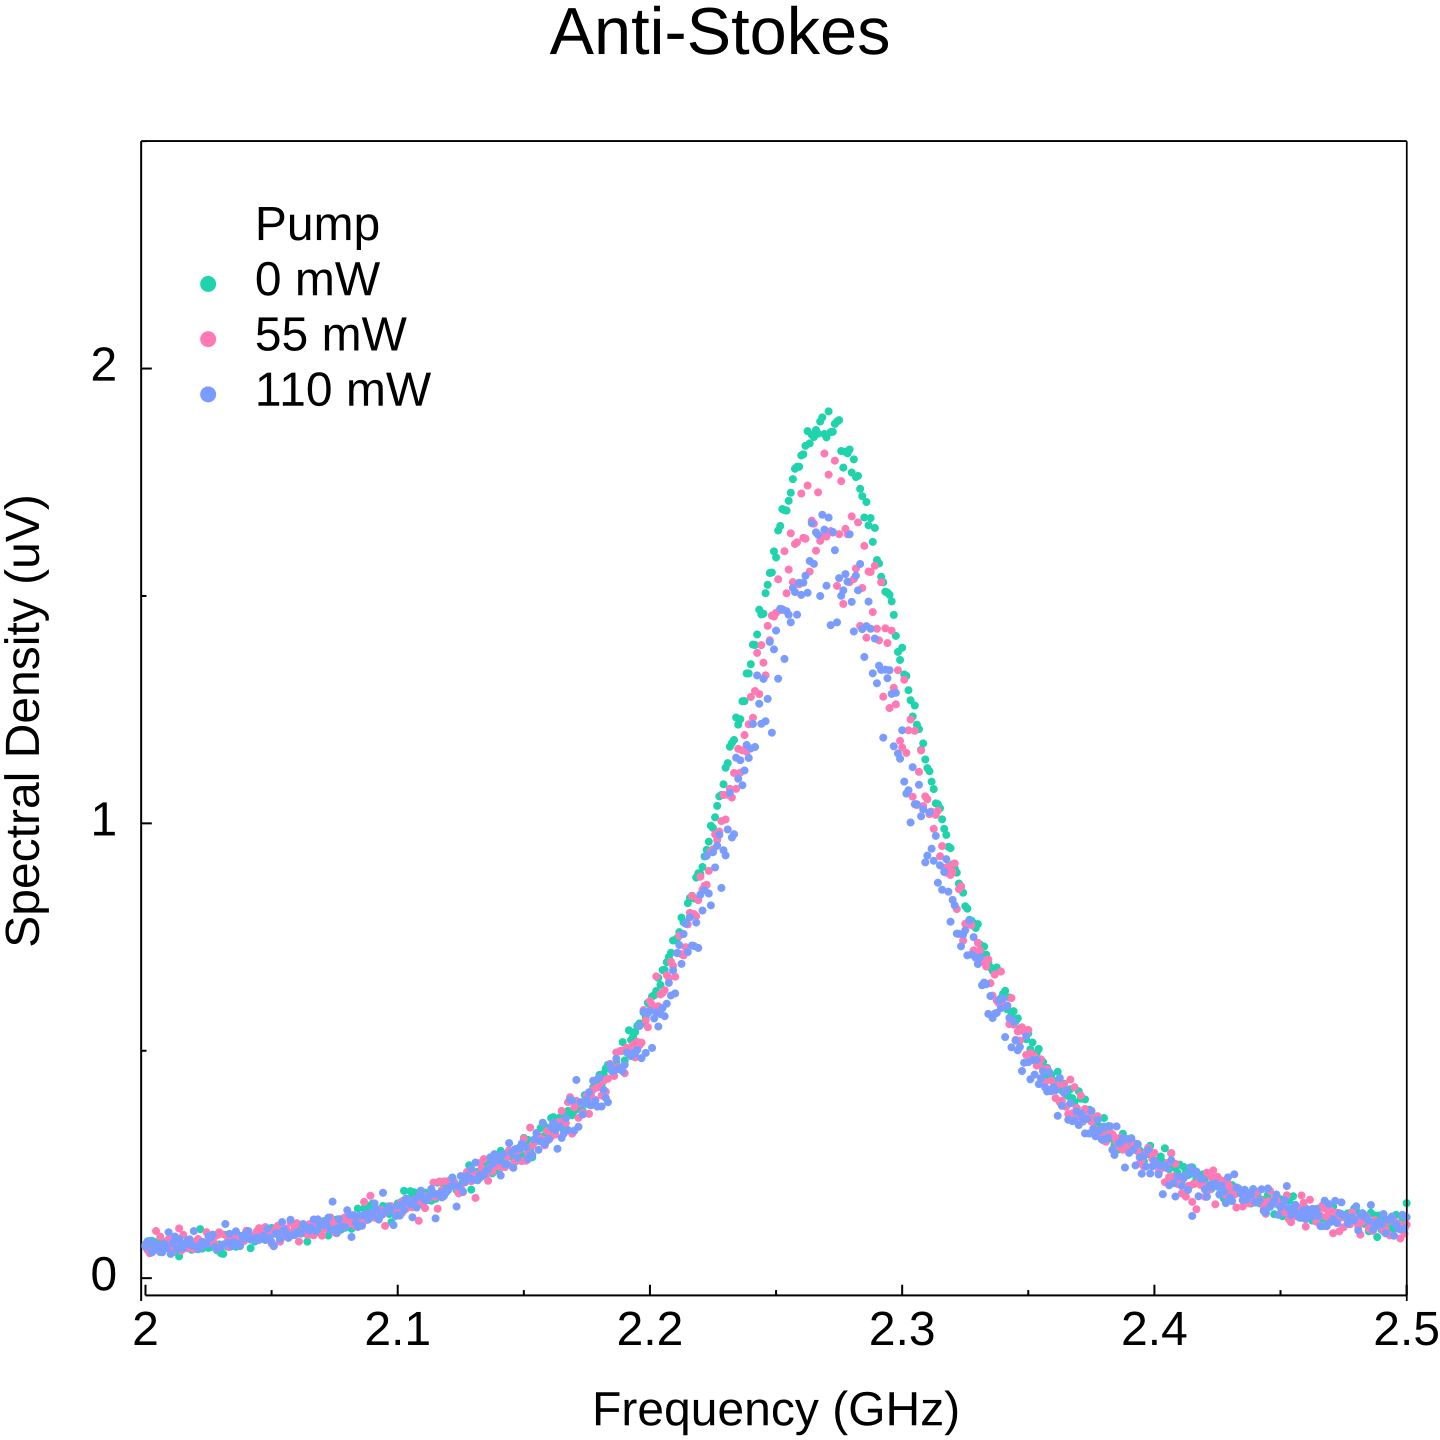 Anti-Stokes
Pump
0 mW
55 mW
110 mW
Spectral Density (uV)
2
1
0
2 2.1 2.2 2.3 2.4 2.5
Frequency (GHz)